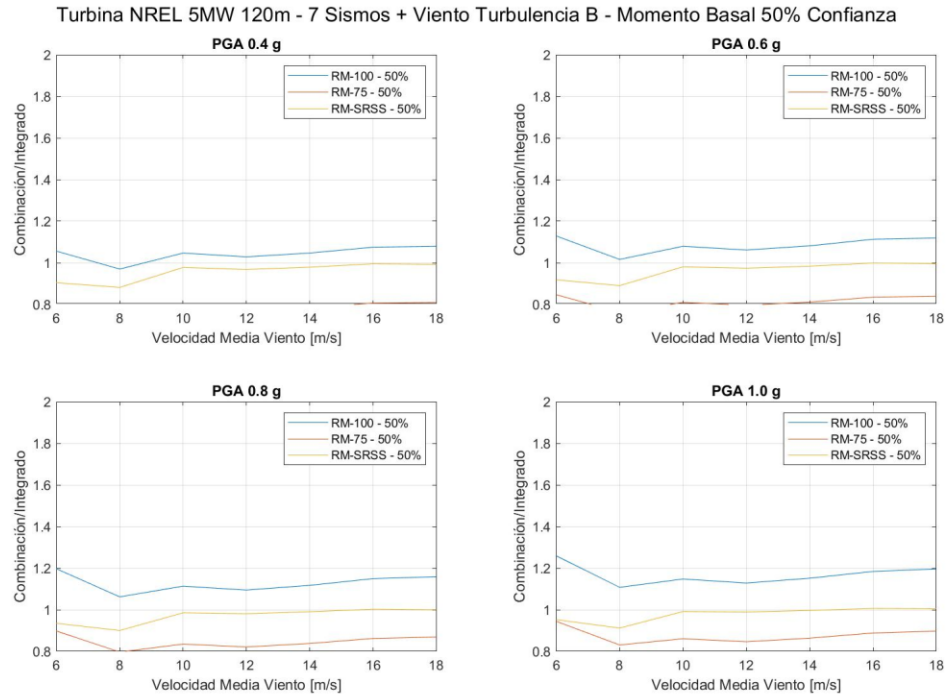 Turbina NREL 5MW 120m - 7 Sismos + Viento Turbulencia B - Momento Basal 50% Confianza
PGA 0.4 g
Combinación/Integrado
2
1.8
1.6
1.4
1.2
1
0.8
RM-100 - 50%
RM-75 - 50%
RM-SRSS - 50%
6 8 10 12 14 16 18
Velocidad Media Viento [m/s]
PGA 0.6 g
Combinación/Integrado
2
1.8
1.6
1.4
1.2
1
0.8
RM-100 - 50%
RM-75 - 50%
RM-SRSS - 50%
6 8 10 12 14 16 18
Velocidad Media Viento [m/s]
PGA 0.8 g
Combinación/Integrado
2
1.8
1.6
1.4
1.2
1
0.8
RM-100 - 50%
RM-75 - 50%
RM-SRSS - 50%
6 8 10 12 14 16 18
Velocidad Media Viento [m/s]
PGA 1.0 g
Combinación/Integrado
2
1.8
1.6
1.4
1.2
1
0.8
RM-100 - 50%
RM-75 - 50%
RM-SRSS - 50%
6 8 10 12 14 16 18
Velocidad Media Viento [m/s]